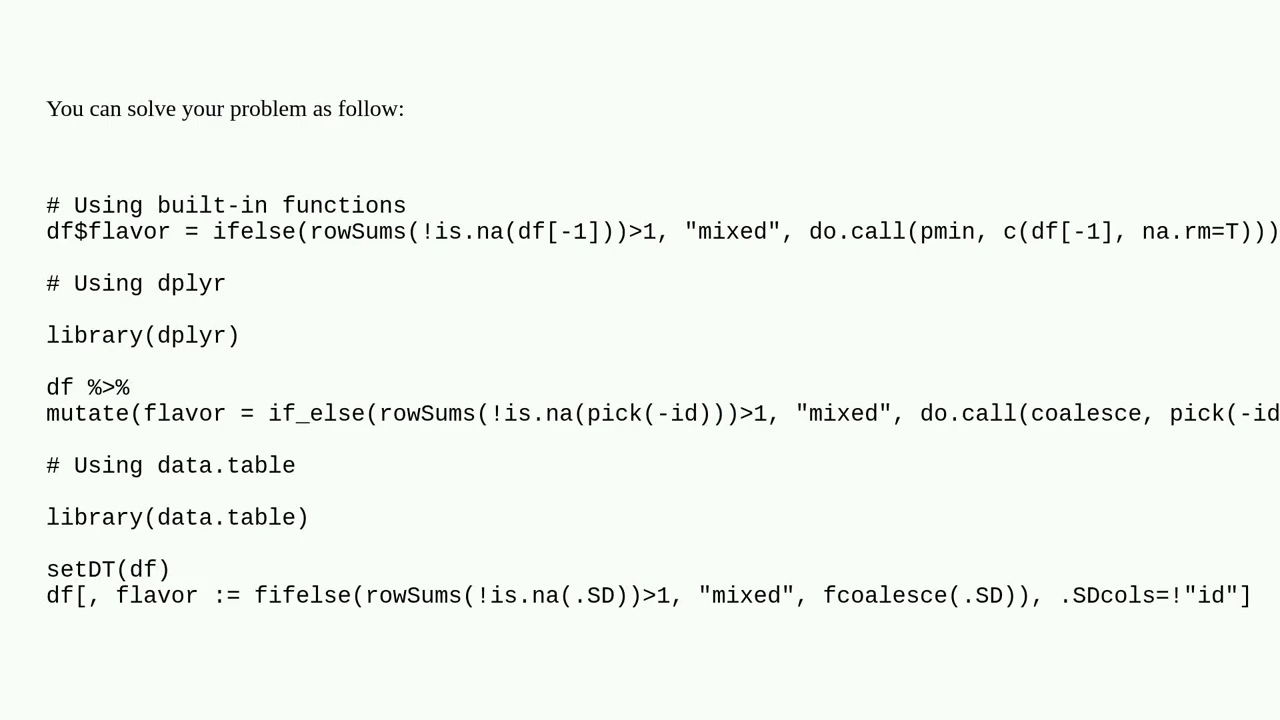 You can solve your problem as follow:
# Using built-in functions
df$flavor = ifelse(rowSums(!is.na(df[-1]))>1, "mixed", do.call(pmin, c(df[-1], na.rm=T)))
# Using dplyr
library(dplyr)
df %>%
mutate(flavor = if_else(rowSums(!is.na(pick(-id)))>1, "mixed", do.call(coalesce, pick(-id
# Using data.table
library(data.table)
setDT(df)
df[, flavor := fifelse(rowSums(!is.na(.SD))>1, "mixed", fcoalesce(.SD)), .SDcols=!"id"]